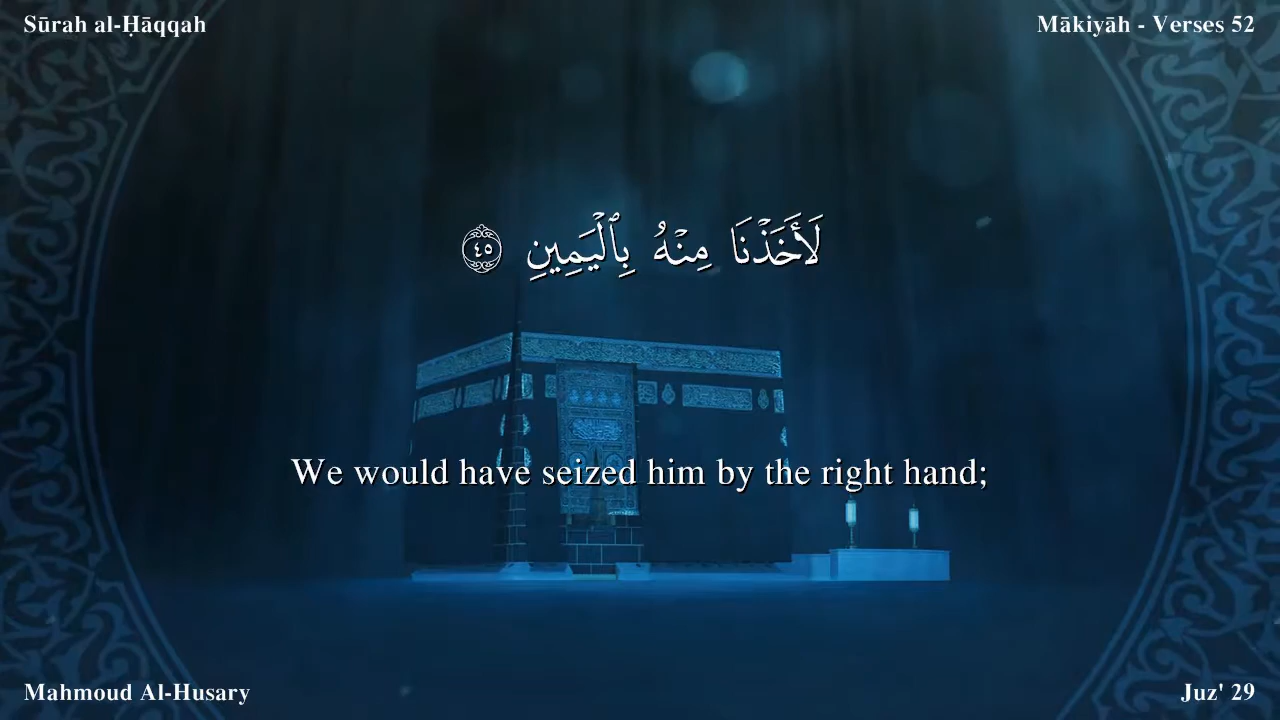 Sūrah al-Ḥāqqah
Mākiyāh - Verses 52
لَأَخَذْنَا مِنْهُ بِٱلْيَمِينِ ٤٥
We would have seized him by the right hand;
Mahmoud Al-Husary
Juz' 29